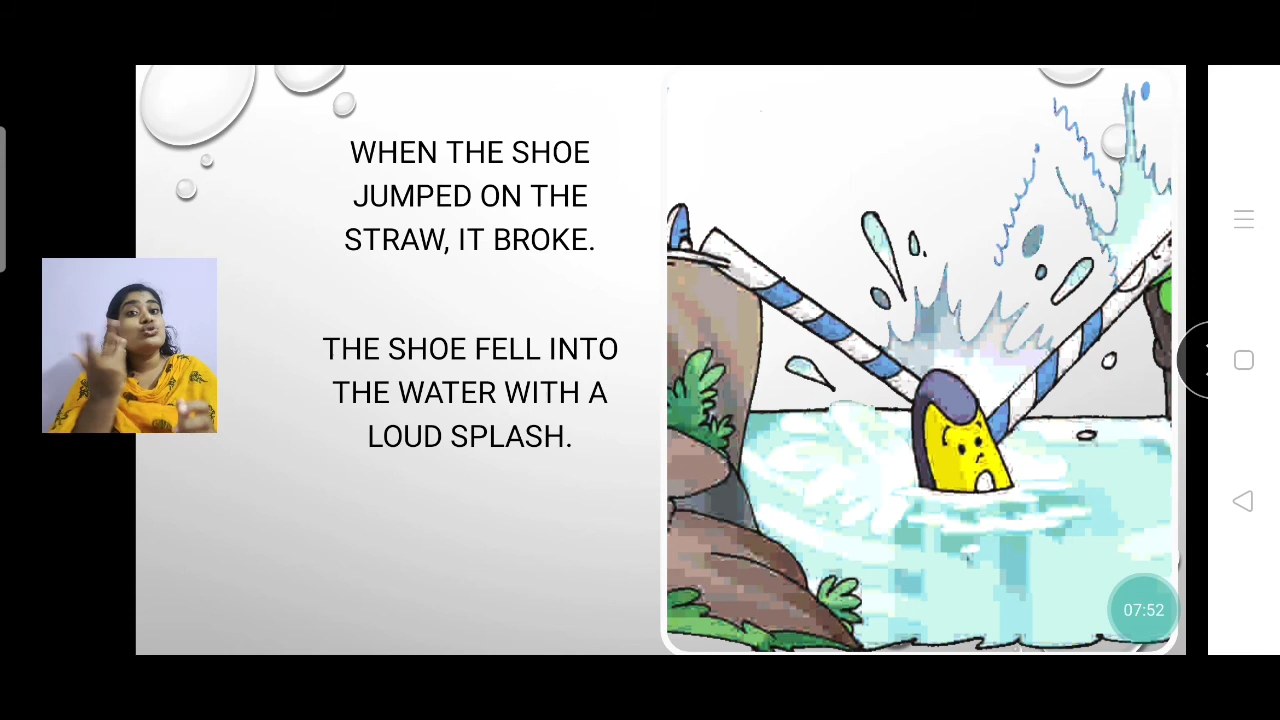 WHEN THE SHOE
JUMPED ON THE
STRAW, IT BROKE.
THE SHOE FELL INTO
THE WATER WITH A
LOUD SPLASH.
07:52